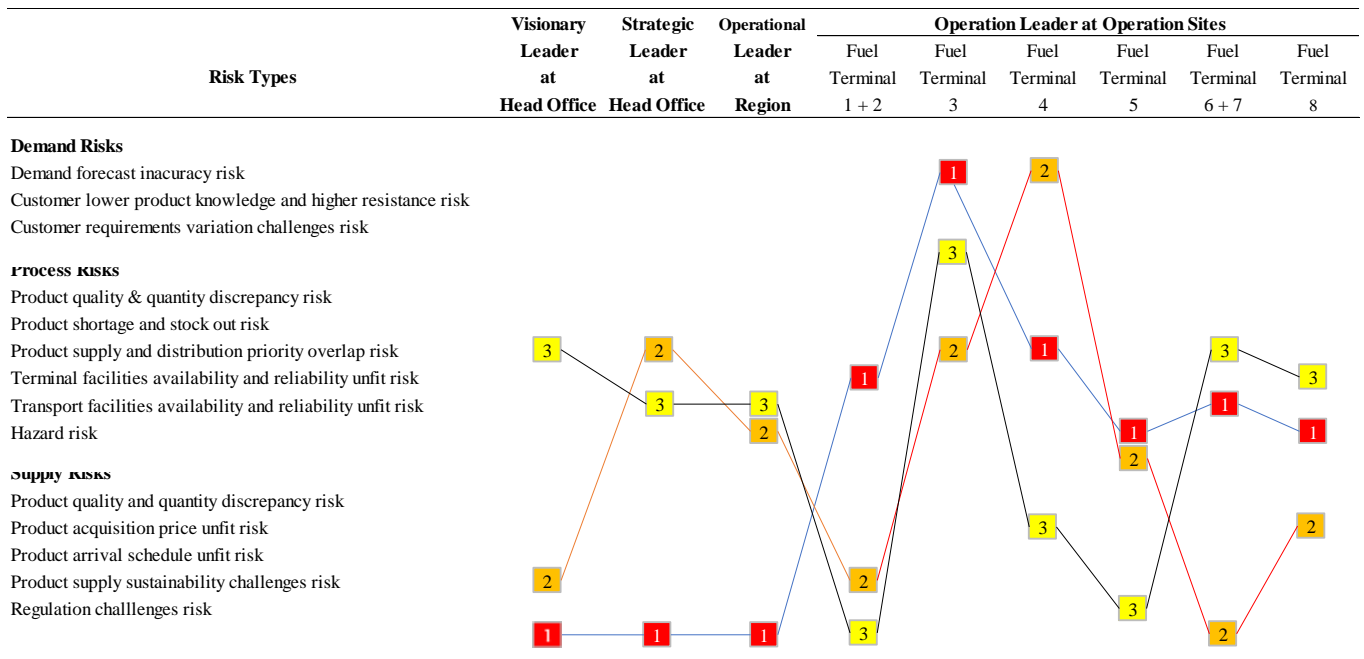 Visionary Strategic Operational Operation Leader at Operation Sites
Leader Leader Leader Fuel Fuel Fuel Fuel Fuel Fuel
Risk Types at at at Terminal Terminal Terminal Terminal Terminal Terminal
Head Office Head Office Region 1 + 2 3 4 5 6 + 7 8
Demand Risks
Demand forecast inacuracy risk 1 2
Customer lower product knowledge and higher resistance risk
Customer requirements variation challenges risk
3
Process Risks
Product quality & quantity discrepancy risk
Product shortage and stock out risk
Product supply and distribution priority overlap risk 3 2 2 1 3
Terminal facilities availability and reliability unfit risk 1 3
Transport facilities availability and reliability unfit risk 3 3 1
Hazard risk 2 1 1
2
Supply Risks
Product quality and quantity discrepancy risk
Product acquisition price unfit risk 3 2
Product arrival schedule unfit risk
Product supply sustainability challenges risk 2 2
Regulation challlenges risk 3
1 1 1 3 2